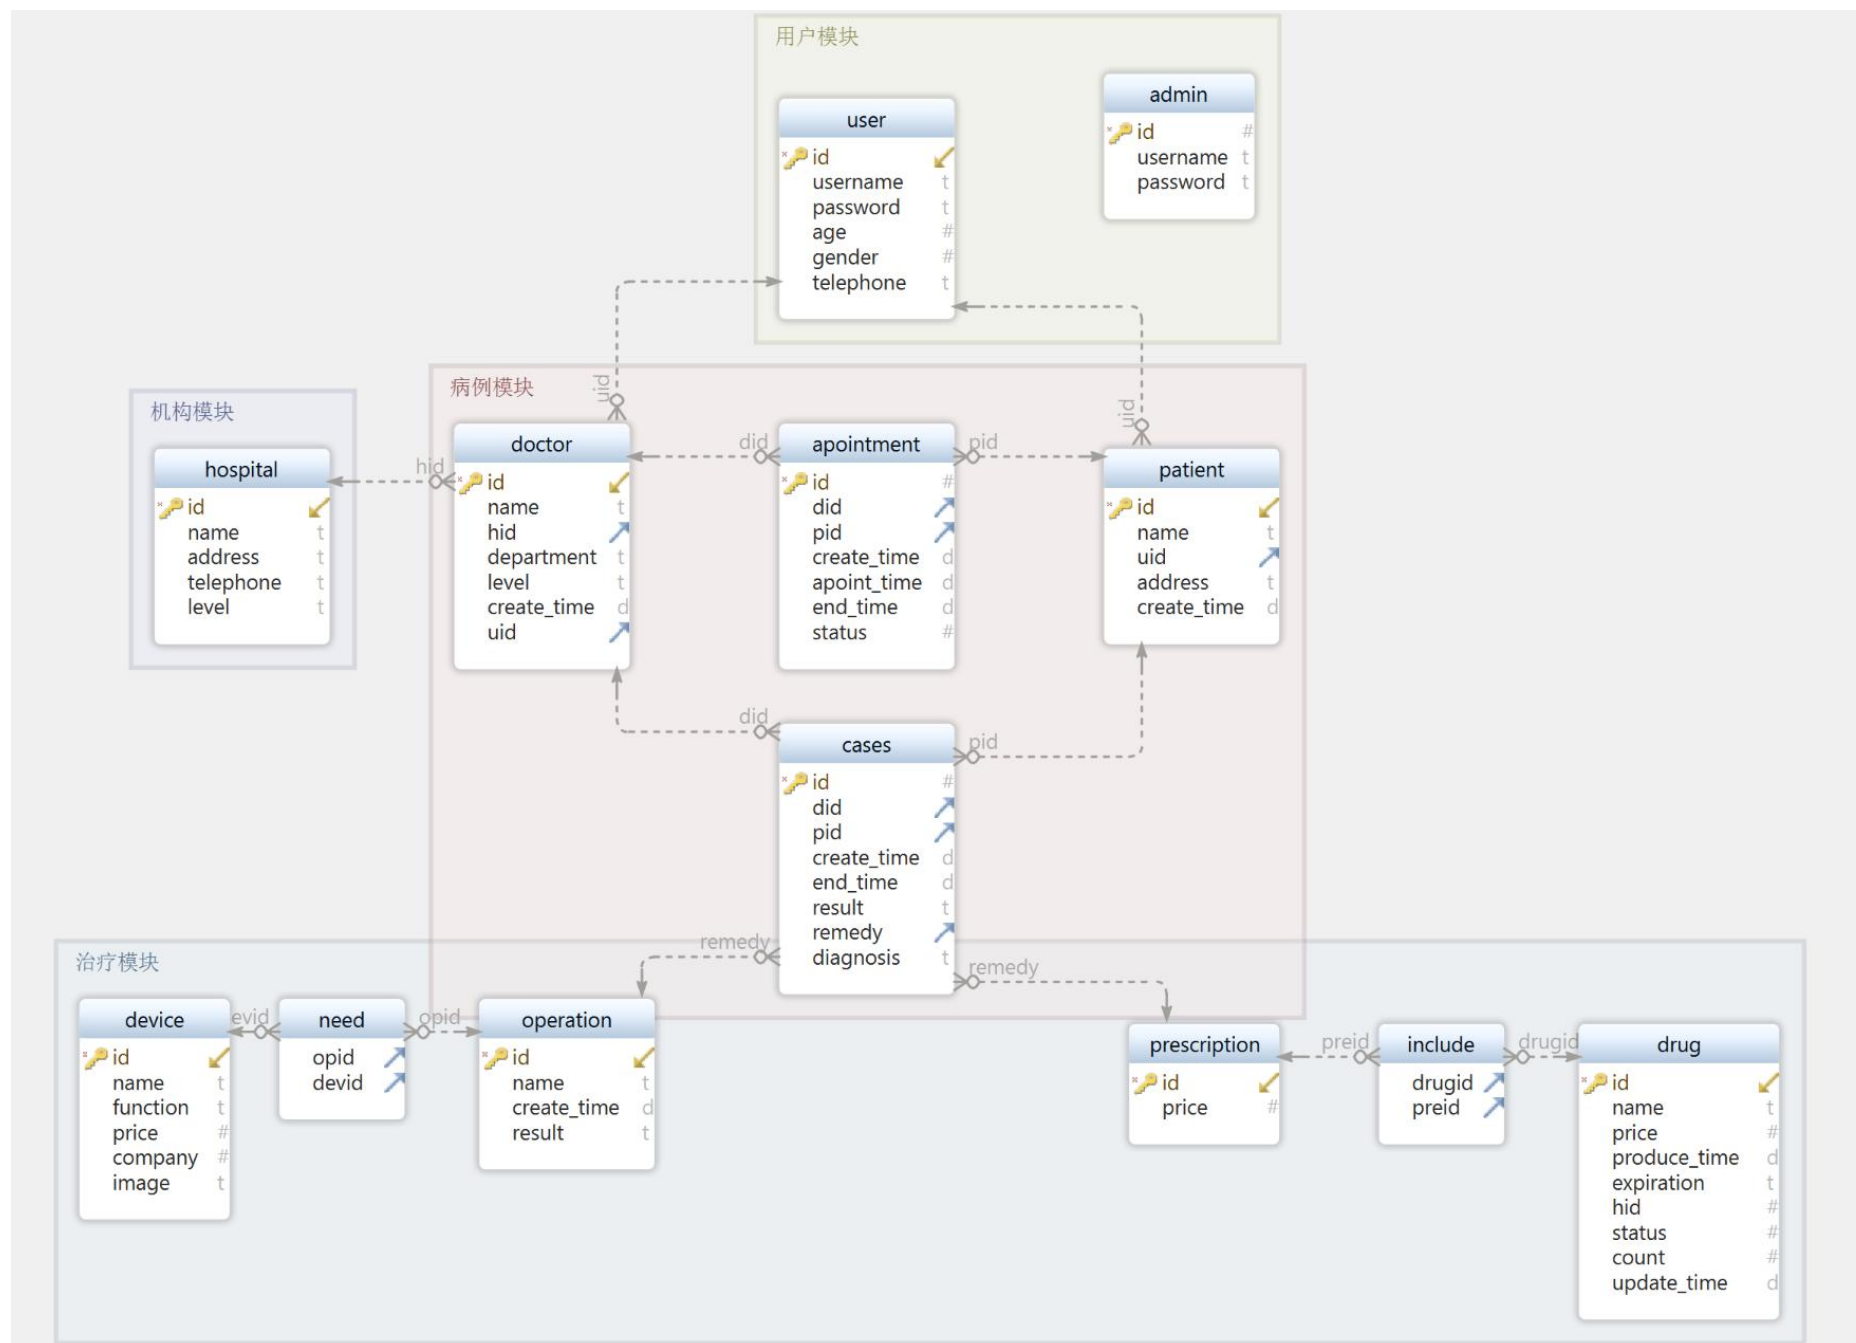 用户模块
user
id
username t
password t
age #
gender #
telephone t
admin
id #
username t
password t
uid
uid
机构模块
hospital
id
name t
address t
telephone t
level t
hid
病例模块
doctor
id
name t
hid
department t
level t
create_time d
uid
did
apointment
id #
did
pid
create_time d
apoint_time d
end_time d
status #
pid
patient
id
name t
uid
address t
create_time d
did
cases
id #
did
pid
create_time d
end_time d
result t
remedy
diagnosis t
pid
remedy
remedy
治疗模块
device
id
name t
function t
price #
company #
image t
evid
need
opid
devid
opid
operation
id
name t
create_time d
result t
prescription
id
price #
preid
include
drugid
preid
drugid
drug
id
name t
price #
produce_time d
expiration t
hid #
status #
count #
update_time d